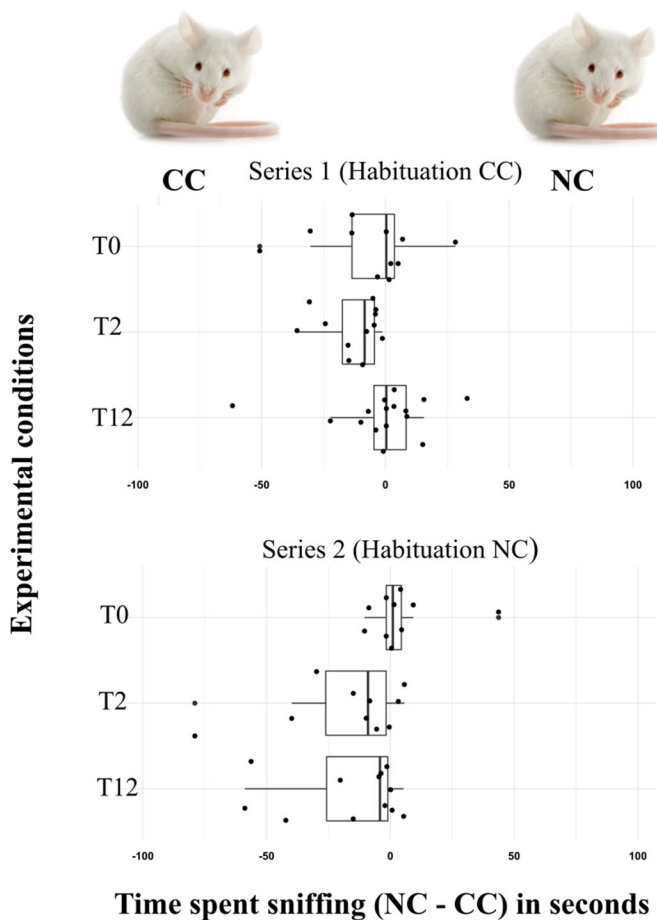 CC
NC
Series 1 (Habituation CC)
T0
T2
T12
-100 -50 0 50 100
Experimental conditions
Series 2 (Habituation NC)
T0
T2
T12
-100 -50 0 50 100
Time spent sniffing (NC - CC) in seconds